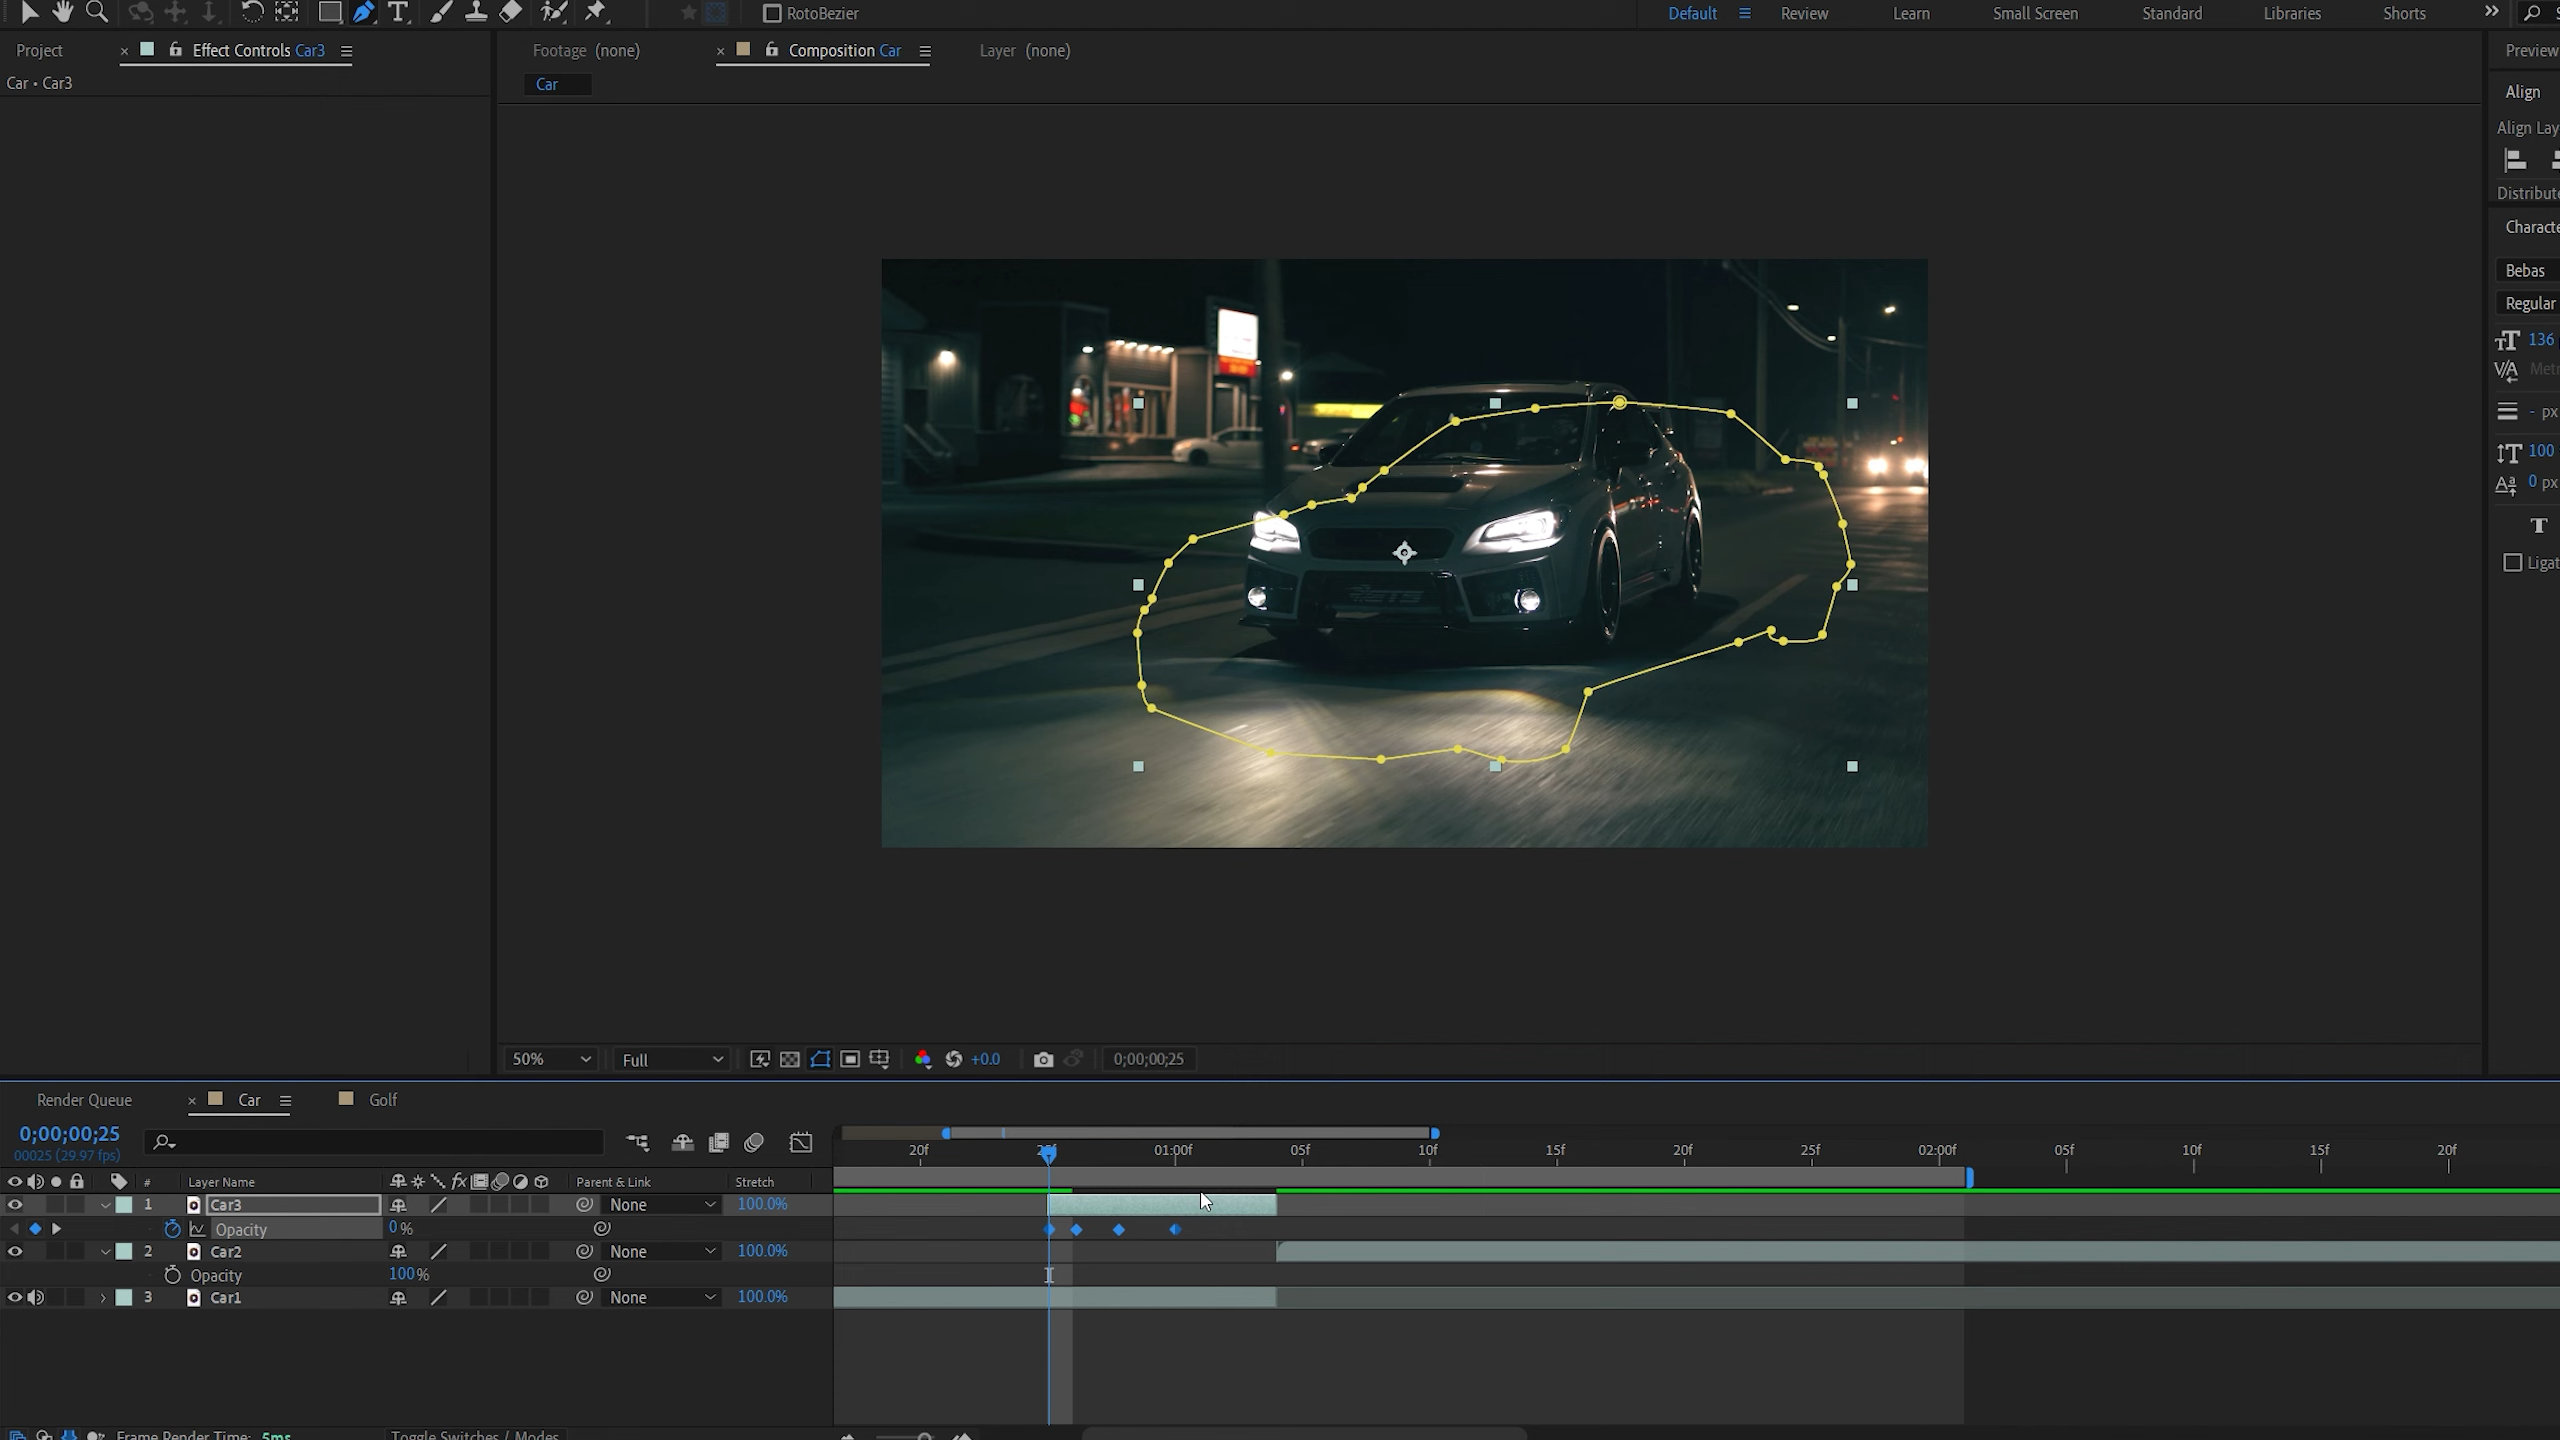 T RotoBezier Default Review Learn Small Screen Standard Libraries Shorts
Project Effect Controls Car3 Footage (none) Composition Car Layer (none) Preview
Car • Car3
Car
Align
Align Lay
Distribute
Characte
Bebas
Regular
136
Metr
- px
100
0 px
T
Ligat
50% Full +0.0 0;00;00;25
Render Queue Car Golf
0;00;00;25
00025 (29.97 fps)
20f 25f 01:00f 05f 10f 15f 20f 25f 02:00f 05f 10f 15f 20f
# Layer Name fx Parent & Link Stretch
1 Car3 None 100.0%
Opacity 0%
2 Car2 None 100.0%
Opacity 100%
3 Car1 None 100.0%
Frame Render Time: 5ms Toggle Switches / Modes